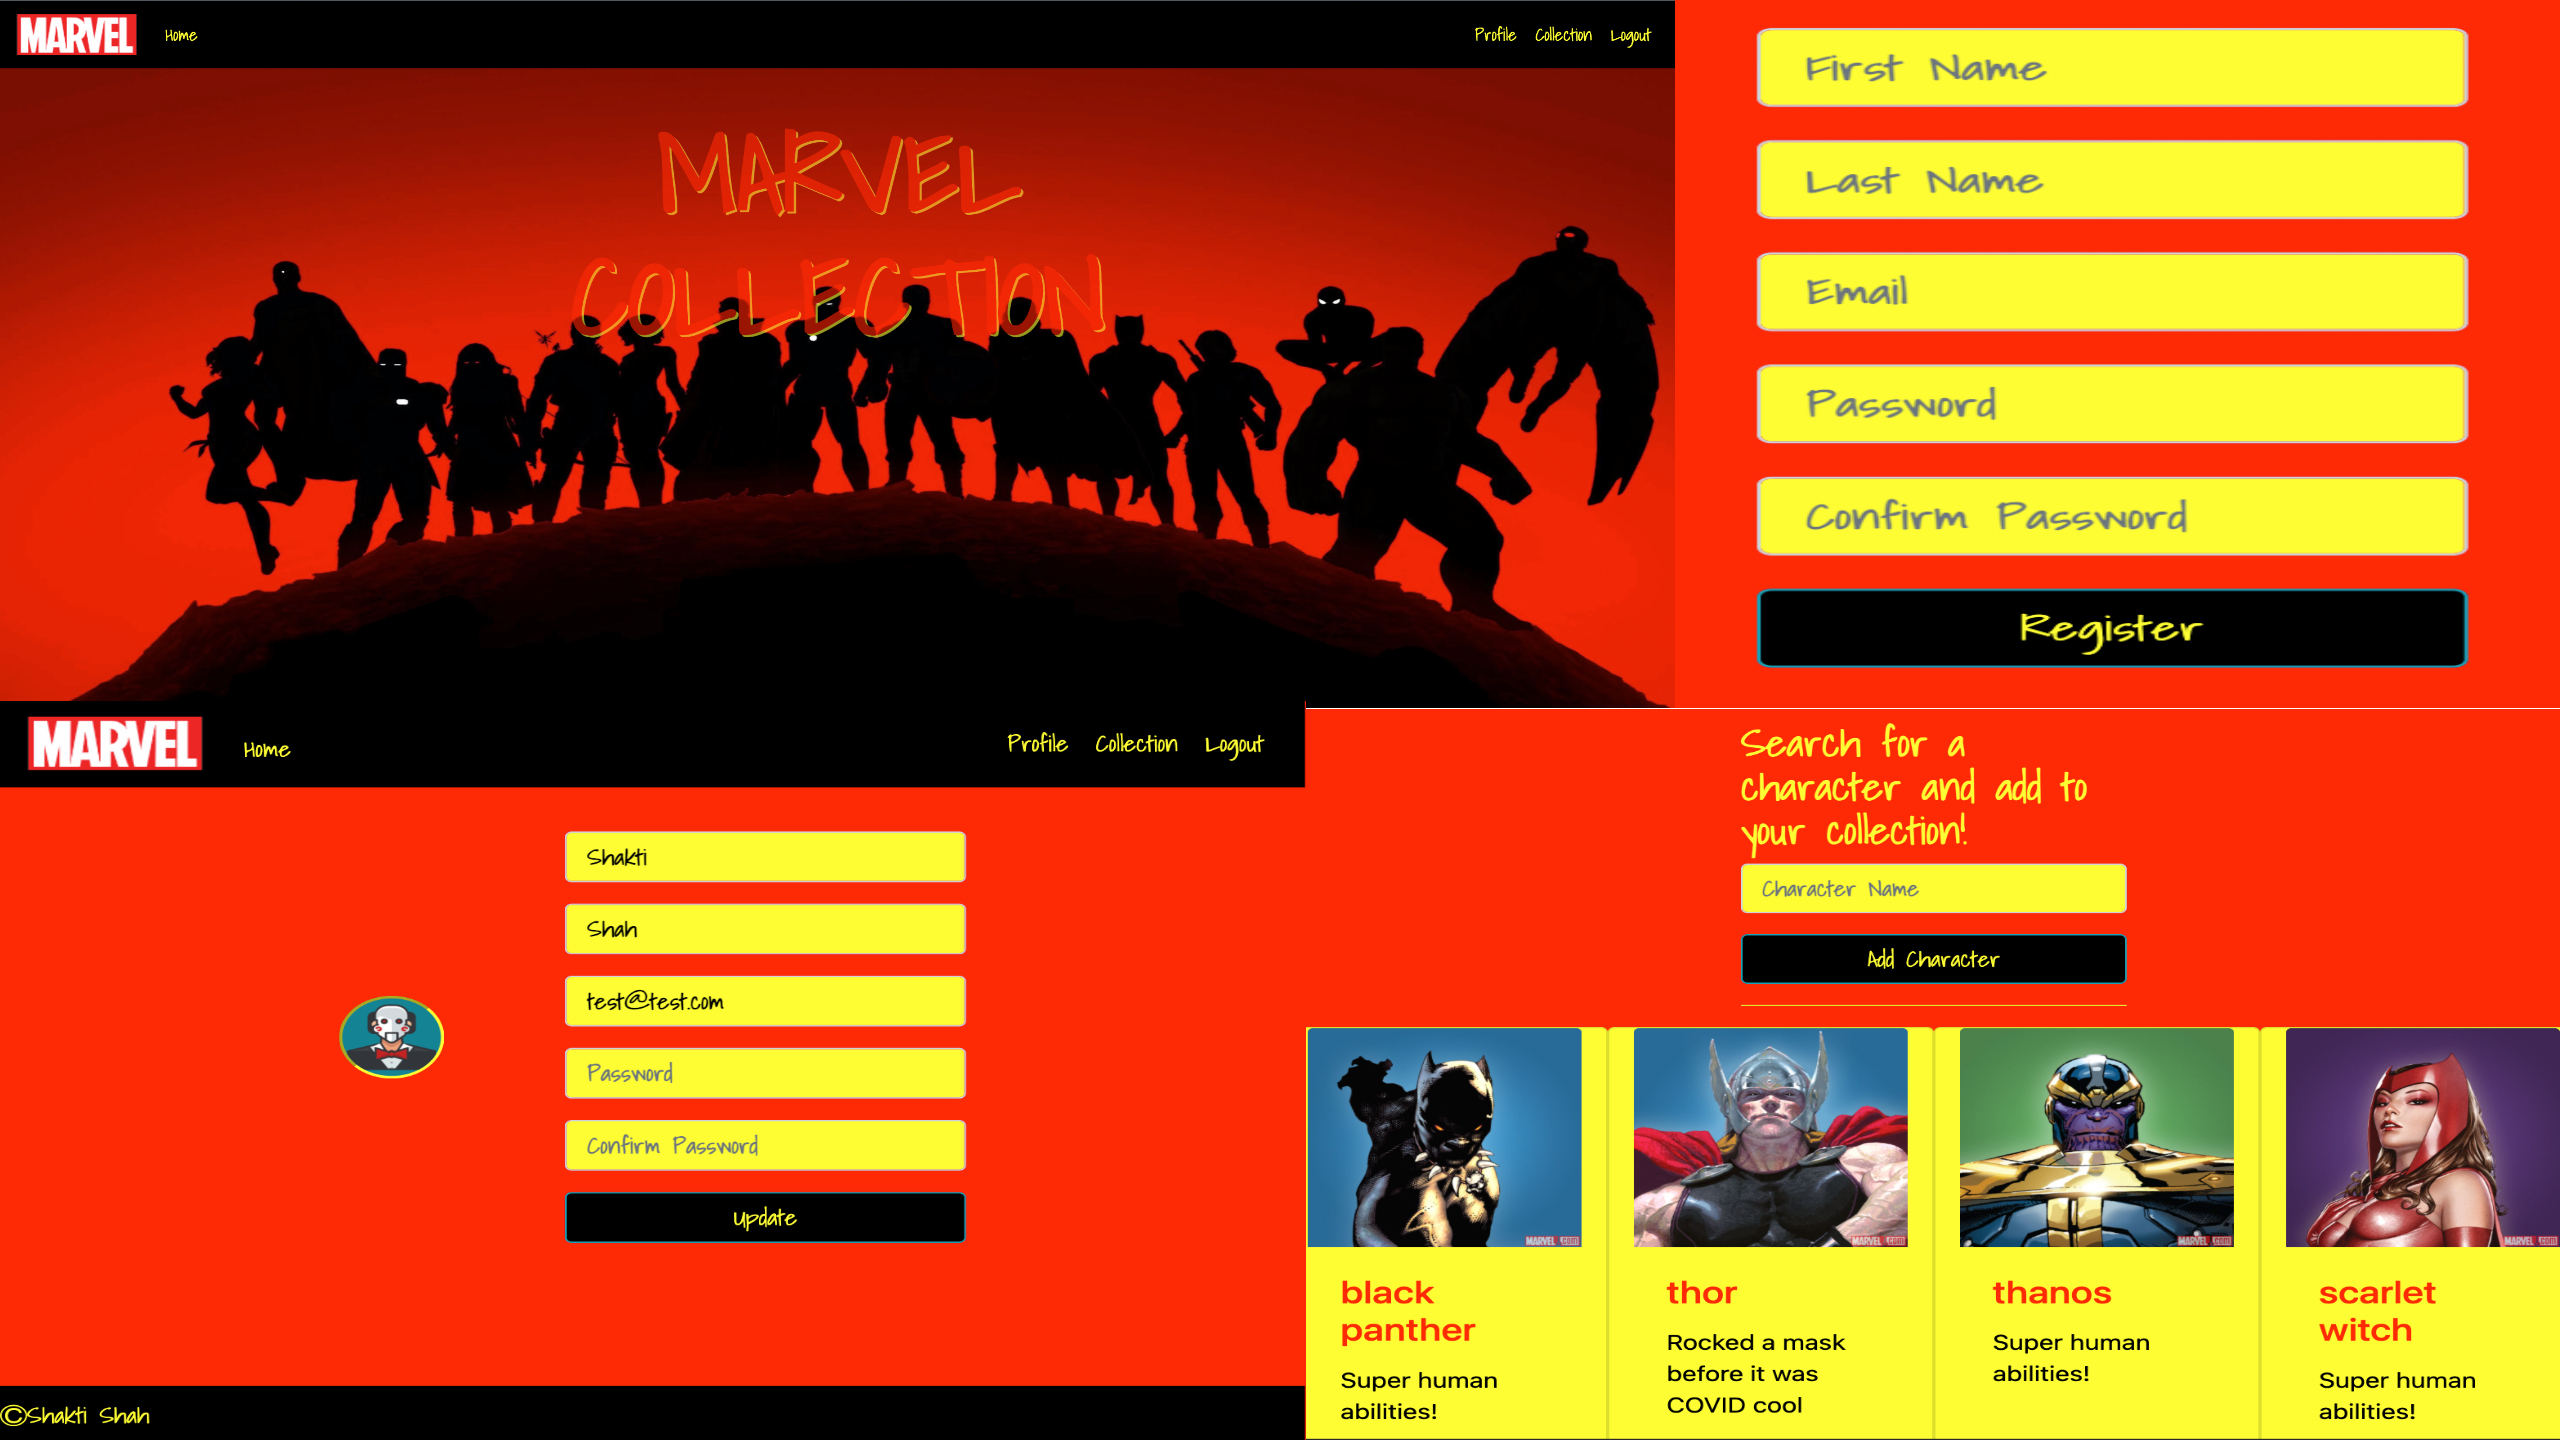 MARVEL
Home
Profile Collection Logout
MARVEL
COLLECTION
First Name
Last Name
Email
Password
Confirm Password
Register
MARVEL
Home
Profile Collection Logout
Shakti
Shah
test@test.com
Password
Confirm Password
Update
©Shakti Shah
Search for a
character and add to
your collection!
Character Name
Add Character
MARVEL.COM
MARVEL.COM
MARVEL.COM
MARVEL.COM
black
panther
Super human
abilities!
thor
Rocked a mask
before it was
COVID cool
thanos
Super human
abilities!
scarlet
witch
Super human
abilities!